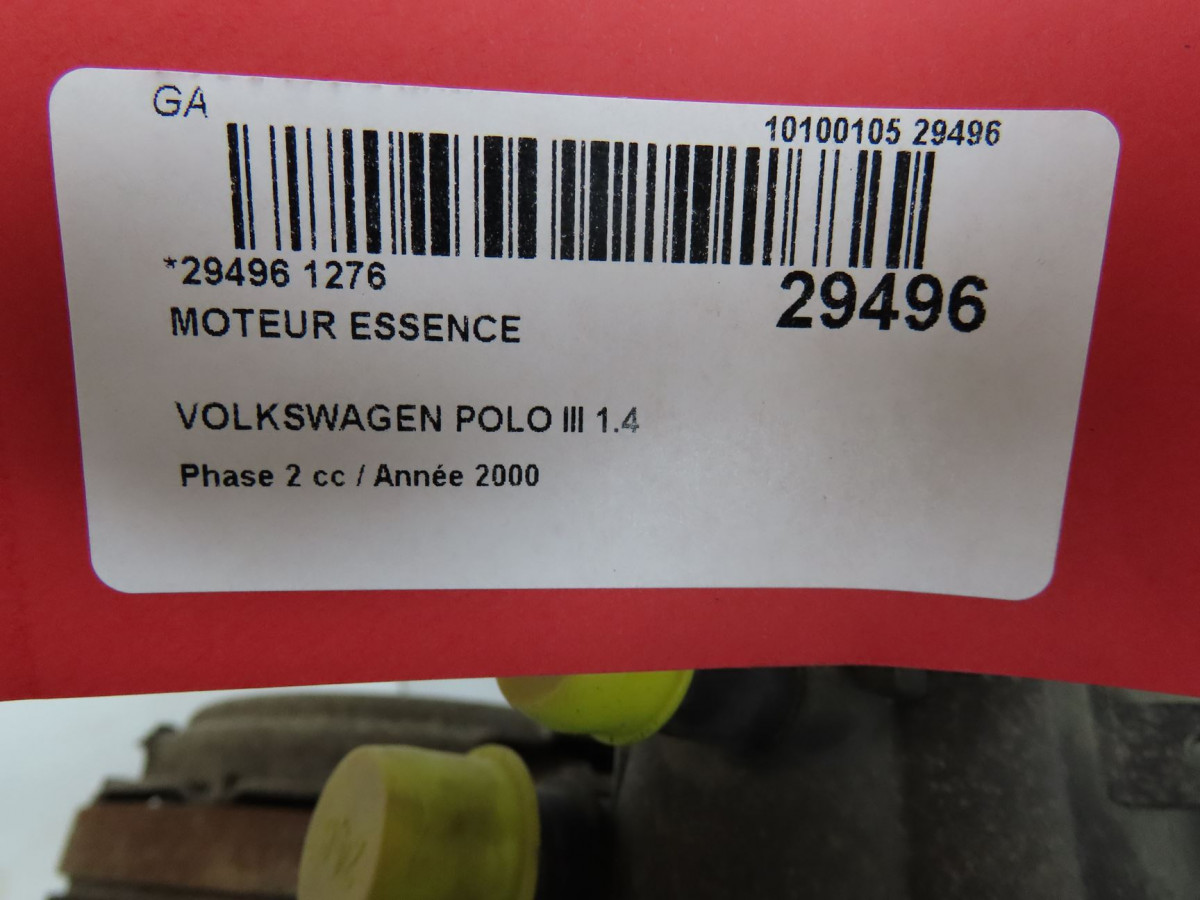 GA
10100105 29496
*29496 1276
29496
MOTEUR ESSENCE
VOLKSWAGEN POLO III 1.4
Phase 2 cc / Année 2000